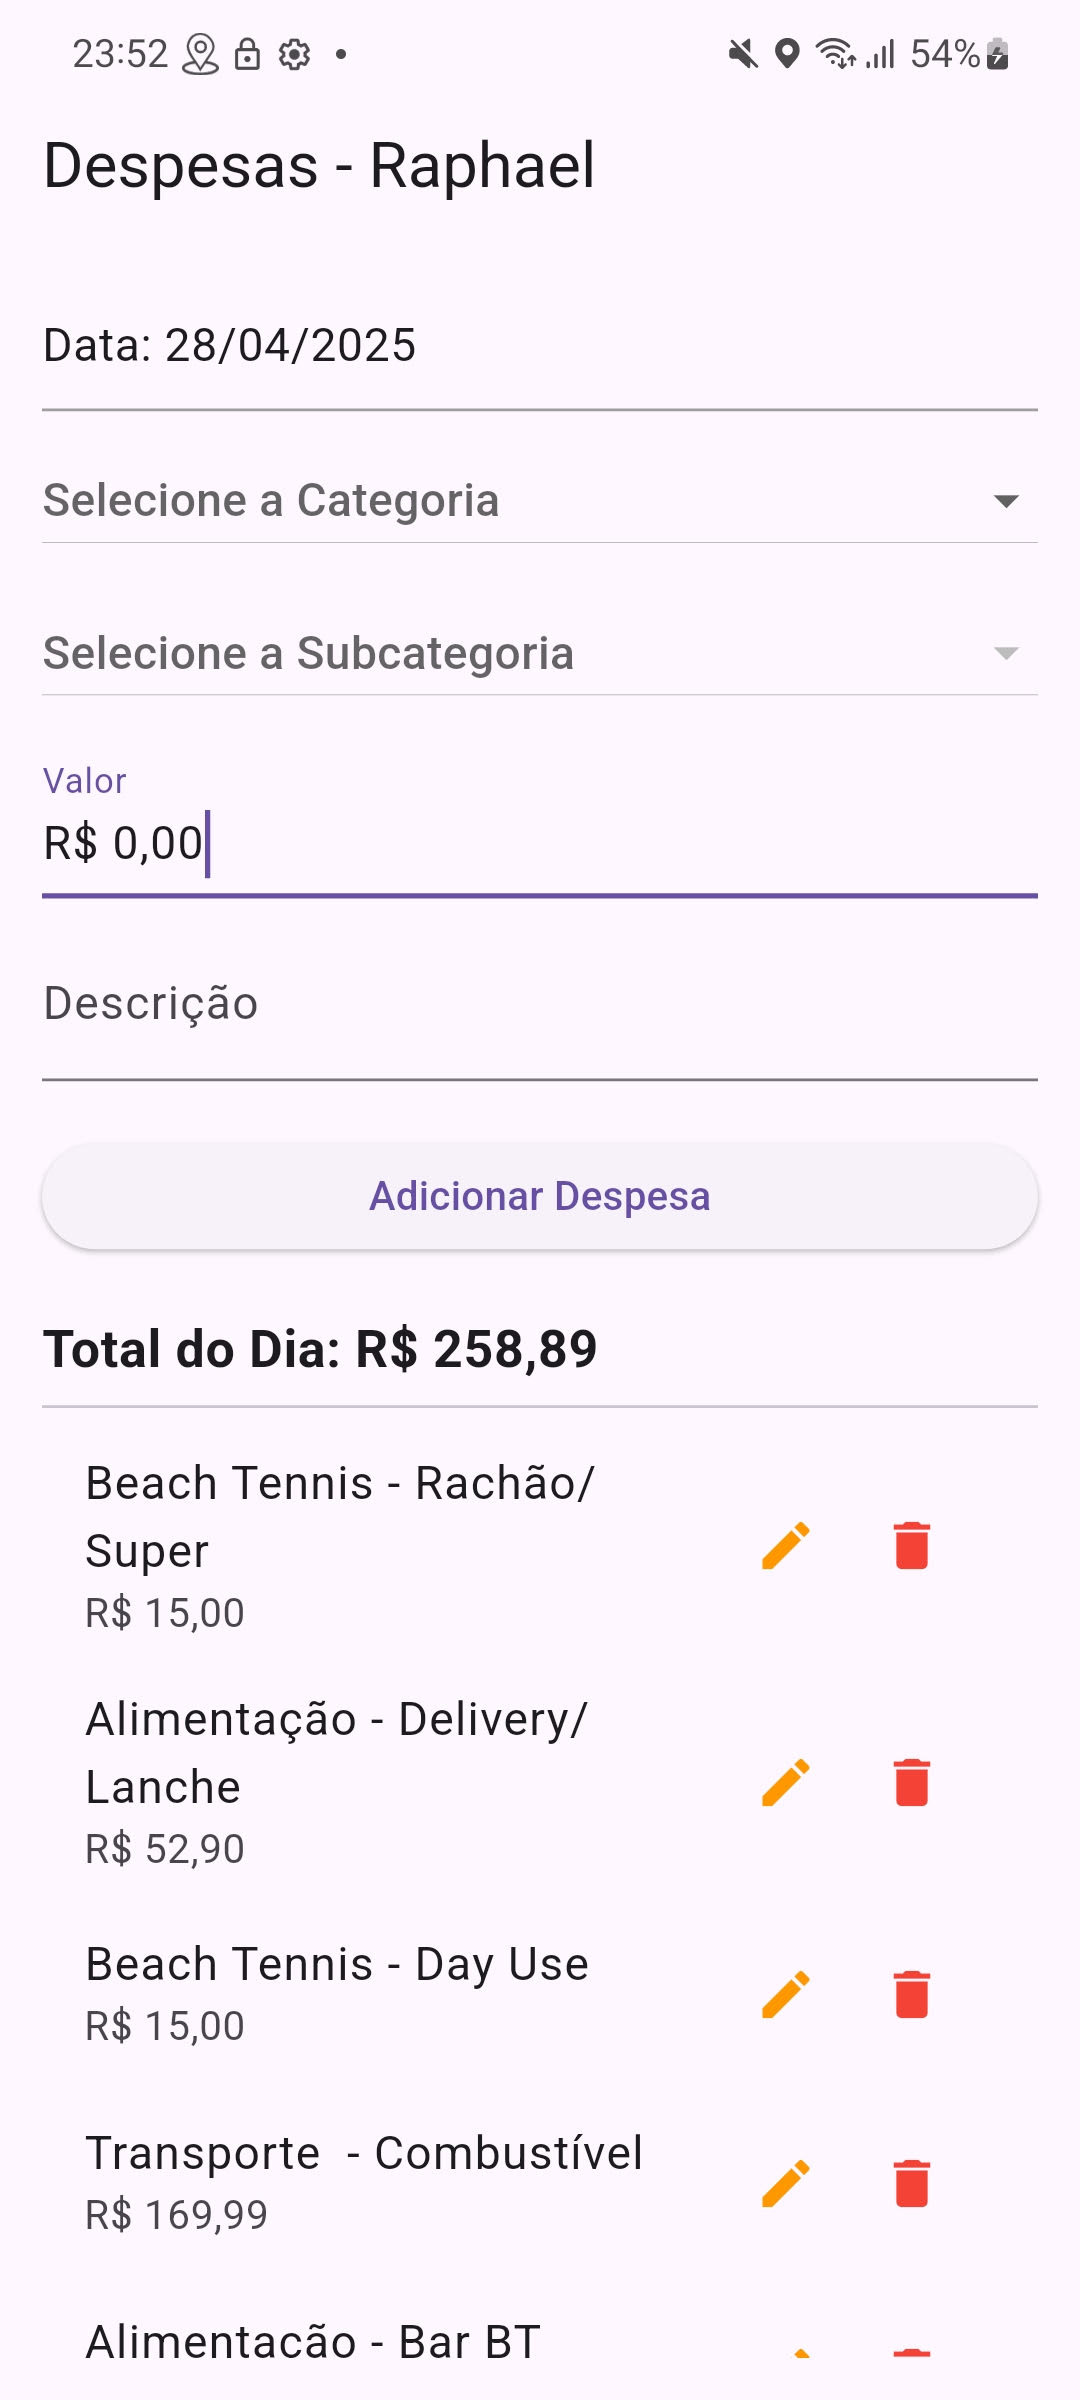 23:52 54%
Despesas - Raphael
Data: 28/04/2025
Selecione a Categoria
Selecione a Subcategoria
Valor
R$ 0,00
Descrição
Adicionar Despesa
Total do Dia: R$ 258,89
Beach Tennis - Rachão/
Super
R$ 15,00
Alimentação - Delivery/
Lanche
R$ 52,90
Beach Tennis - Day Use
R$ 15,00
Transporte  - Combustível
R$ 169,99
Alimentação - Bar BT